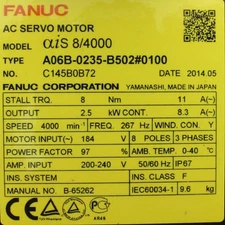 FANUC
AC SERVO MOTOR
MODEL αiS 8/4000
TYPE A06B-0235-B502#0100
NO. C145B0B72 DATE 2014.05
FANUC CORPORATION YAMANASHI, MADE IN JAPAN
STALL TRQ. 8 Nm 11 A(~)
OUTPUT 2.5 kW CONT. 8.3 A(~)
SPEED 4000 min-1 FREQ. 267 Hz WIRING CON. Y
MOTOR INPUT(~) 184 V 8 POLES 3 PHASES
POWER FACTOR 97 % AMB. TEMP. 0-40 ℃
AMP. INPUT (~) 200-240 V 50/60 Hz IP67
INS. SYSTEM INS. CLASS F
MANUAL B-65262 IEC60034-1 9.6 kg